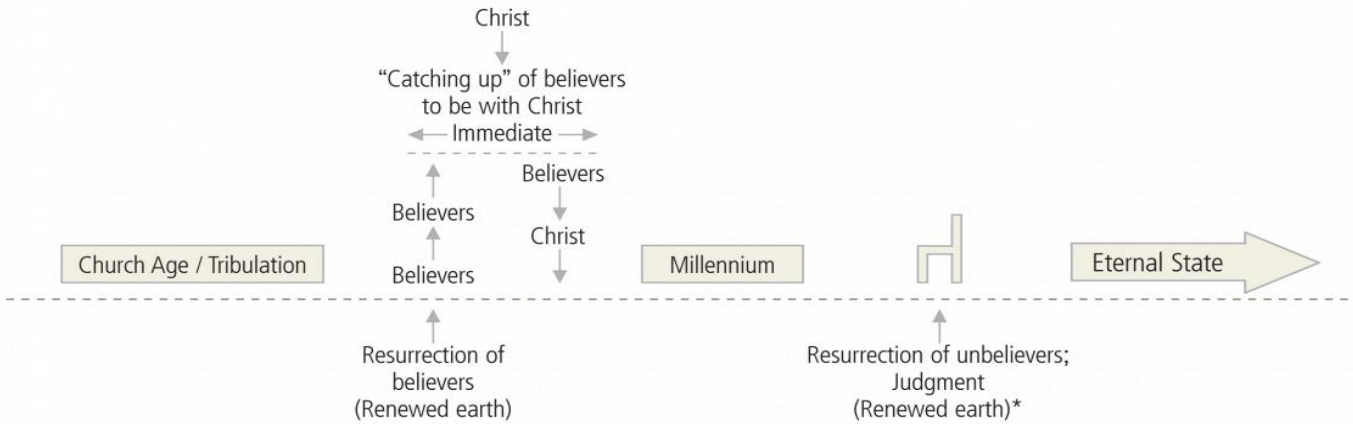 Christ
“Catching up” of believers
to be with Christ
Immediate
Believers
Believers
Christ
Believers
Church Age / Tribulation
Millennium
Eternal State
Resurrection of
believers
(Renewed earth)
Resurrection of unbelievers;
Judgment
(Renewed earth)*